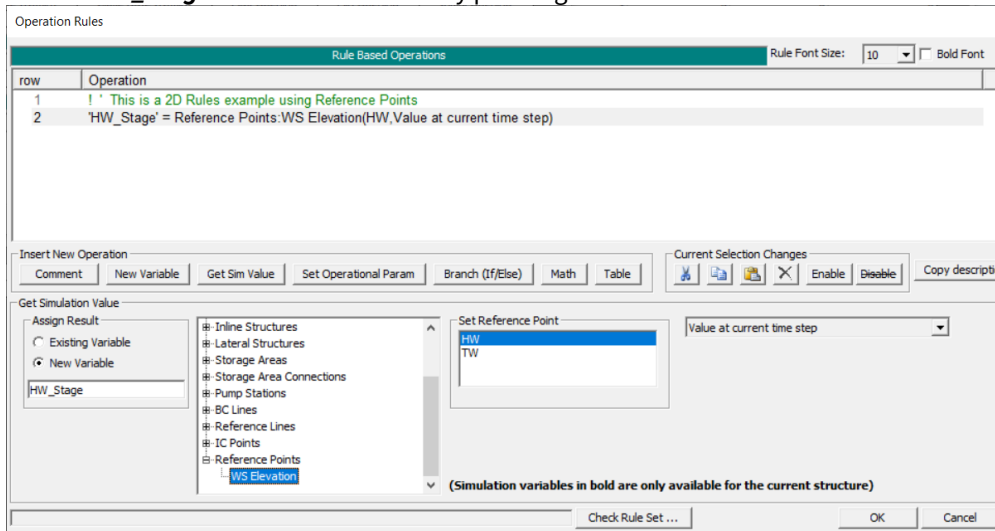 Operation Rules
Rule Based Operations
Rule Font Size: 10 Bold Font
row Operation
1 ! ' This is a 2D Rules example using Reference Points
2 'HW_Stage' = Reference Points:WS Elevation(HW,Value at current time step)
Insert New Operation
Current Selection Changes
Comment New Variable Get Sim Value Set Operational Param Branch (If/Else) Math Table Enable Disable Copy descripti
Get Simulation Value
Assign Result
Existing Variable
New Variable
HW_Stage
Inline Structures
Lateral Structures
Storage Areas
Storage Area Connections
Pump Stations
BC Lines
Reference Lines
IC Points
Reference Points
WS Elevation
Set Reference Point
HW
TW
Value at current time step
(Simulation variables in bold are only available for the current structure)
Check Rule Set ... OK Cancel